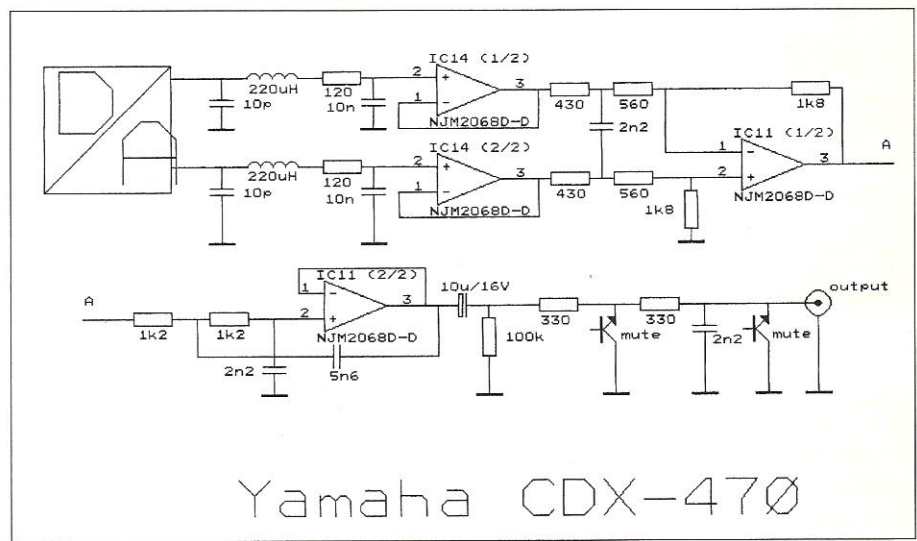 IC14 (1/2)
220uH
10p
120
10n
2
+
1
-
3
NJM2068D-D
430
560
2n2
1k8
IC11 (1/2)
1
-
2
+
3
A
NJM2068D-D
IC14 (2/2)
220uH
10p
120
10n
2
+
1
-
3
NJM2068D-D
430
560
1k8
A
1k2
1k2
2n2
IC11 (2/2)
1
-
2
+
3
NJM2068D-D
5n6
10u/16V
100k
330
mute
330
2n2
mute
output
Yamaha CDX-470